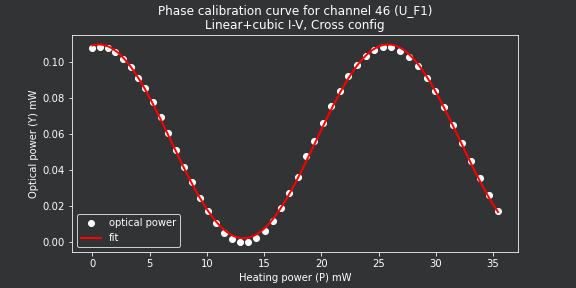 Phase calibration curve for channel 46 (U_F1)
Linear+cubic I-V, Cross config
Optical power (Y) mW
0.10
0.08
0.06
0.04
0.02
0.00
optical power
fit
0
5
10
15
20
25
30
35
Heating power (P) mW